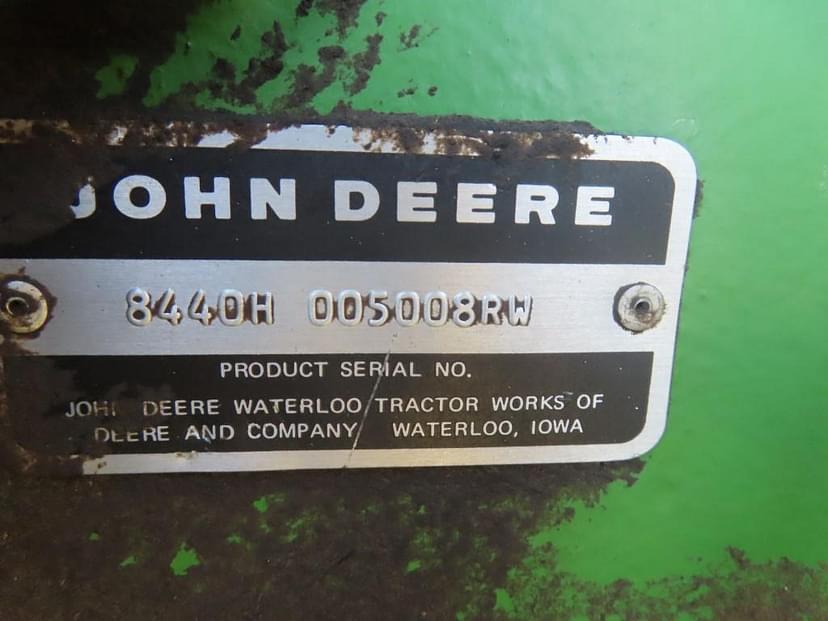 JOHN DEERE
8440H 005008RW
PRODUCT SERIAL NO.
JOHN DEERE WATERLOO TRACTOR WORKS OF
DEERE AND COMPANY WATERLOO, IOWA